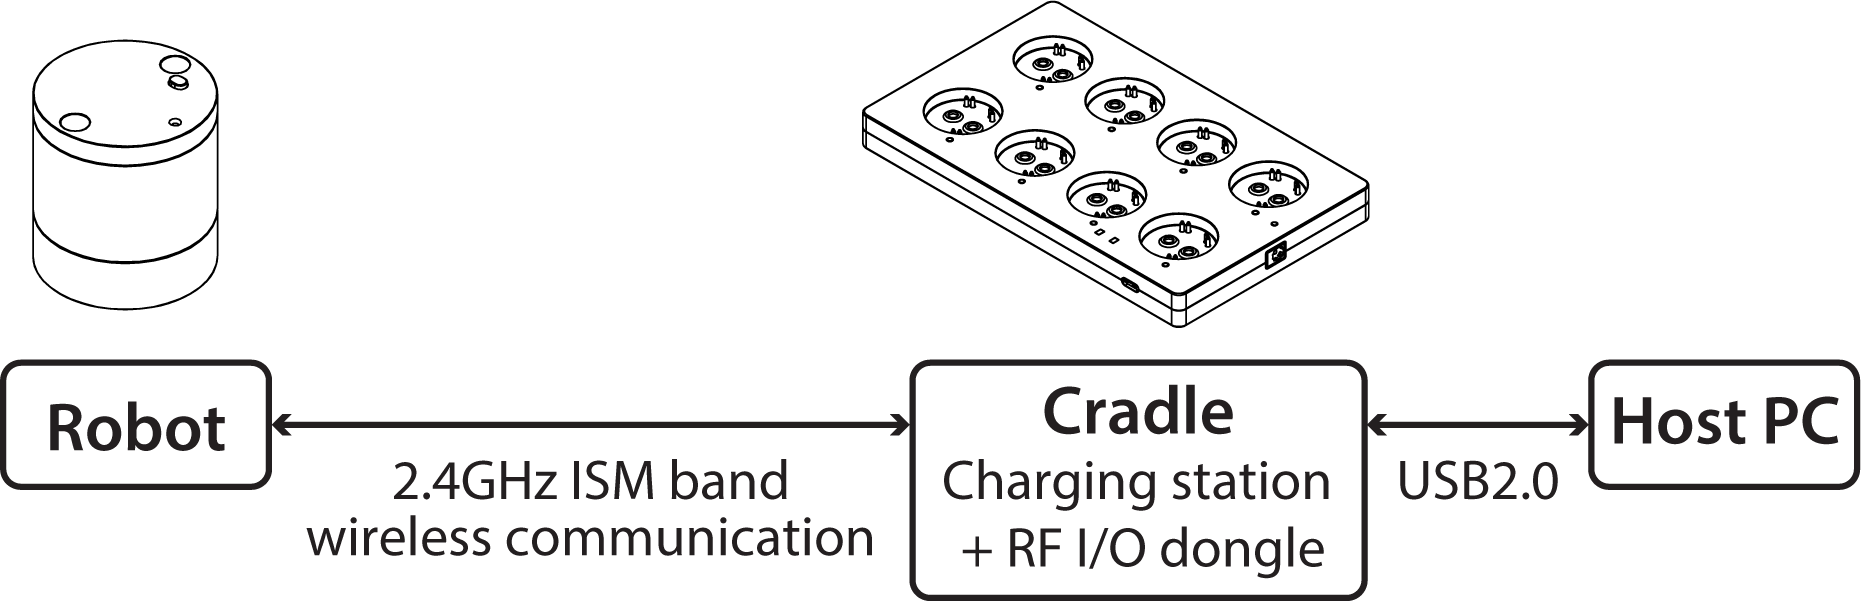 Robot
2.4GHz ISM band
wireless communication
Cradle
Charging station
+ RF I/O dongle
USB2.0
Host PC